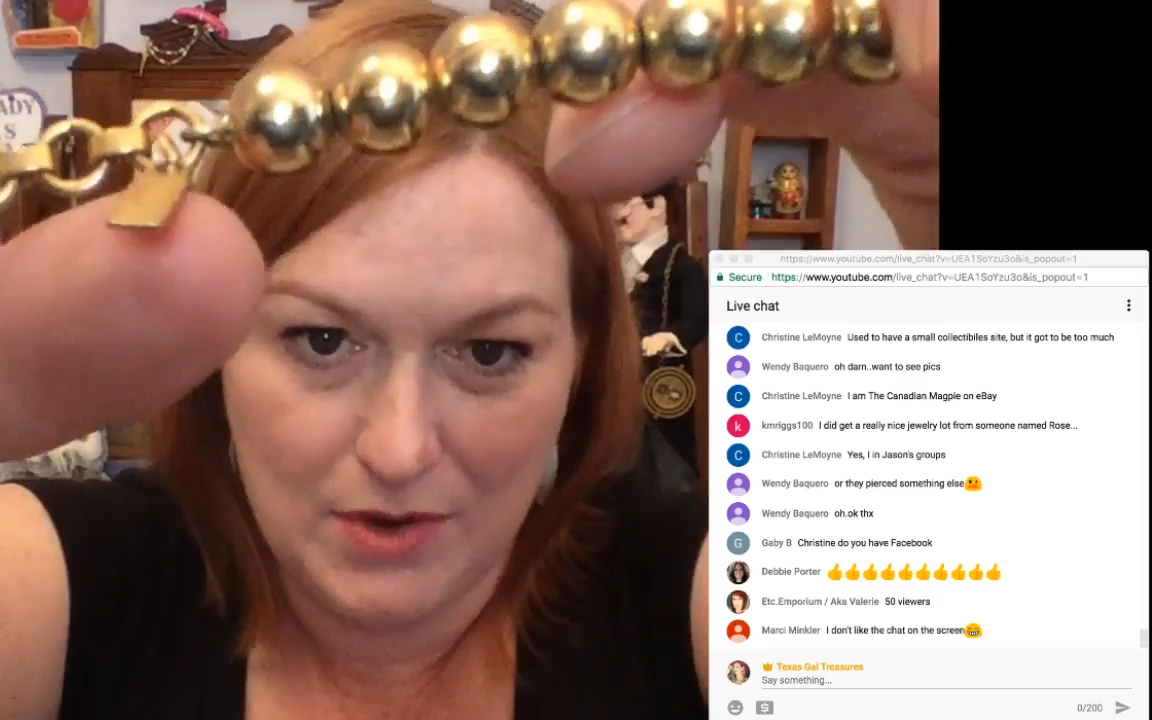 ADY
IS
https://www.youtube.com/live_chat?v=UEA1SoYzu3o&is_popout=1
Secure https://www.youtube.com/live_chat?v=UEA1SoYzu3o&is_popout=1
Live chat
C Christine LeMoyne Used to have a small collectibiles site, but it got to be too much
Wendy Baquero oh darn..want to see pics
C Christine LeMoyne I am The Canadian Magpie on eBay
k kmriggs100 I did get a really nice jewelry lot from someone named Rose...
C Christine LeMoyne Yes, I in Jason's groups
Wendy Baquero or they pierced something else😕
Wendy Baquero oh.ok thx
G Gaby B Christine do you have Facebook
Debbie Porter 👍👍👍👍👍👍👍👍👍👍
Etc.Emporium / Aka Valerie 50 viewers
Marci Minkler I don't like the chat on the screen😂
Texas Gal Treasures
Say something...
0/200